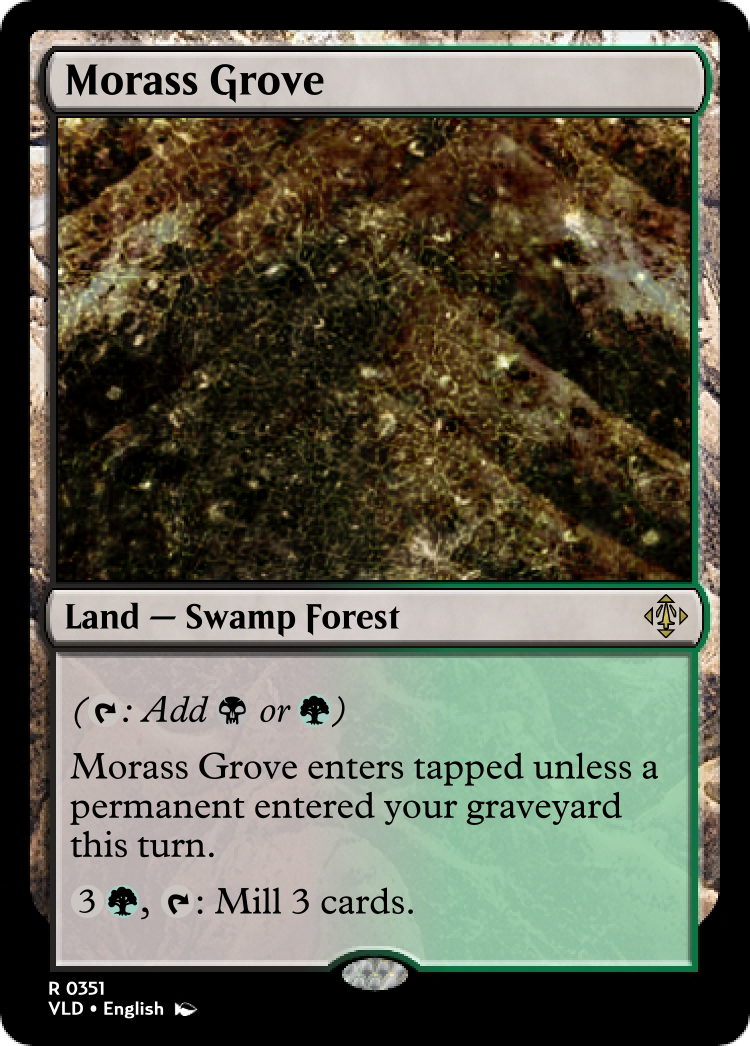 Morass Grove
Land — Swamp Forest
( : Add or )
Morass Grove enters tapped unless a
permanent entered your graveyard
this turn.
3 , : Mill 3 cards.
R 0351
VLD • English